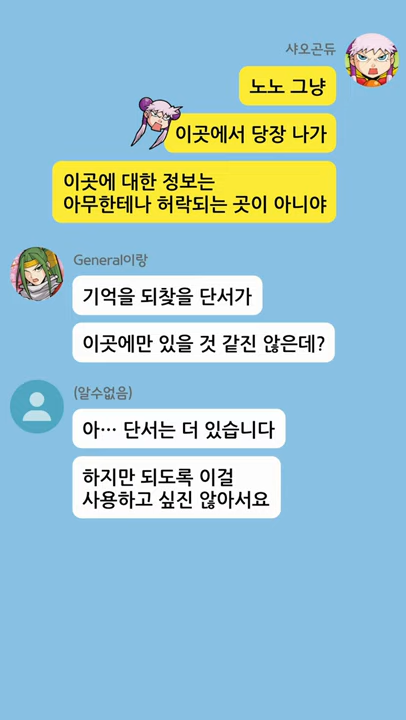 샤오곤듀
노노 그냥
이곳에서 당장 나가
이곳에 대한 정보는
아무한테나 허락되는 곳이 아니야
General이랑
기억을 되찾을 단서가
이곳에만 있을 것 같진 않은데?
(알수없음)
아… 단서는 더 있습니다
하지만 되도록 이걸
사용하고 싶진 않아서요